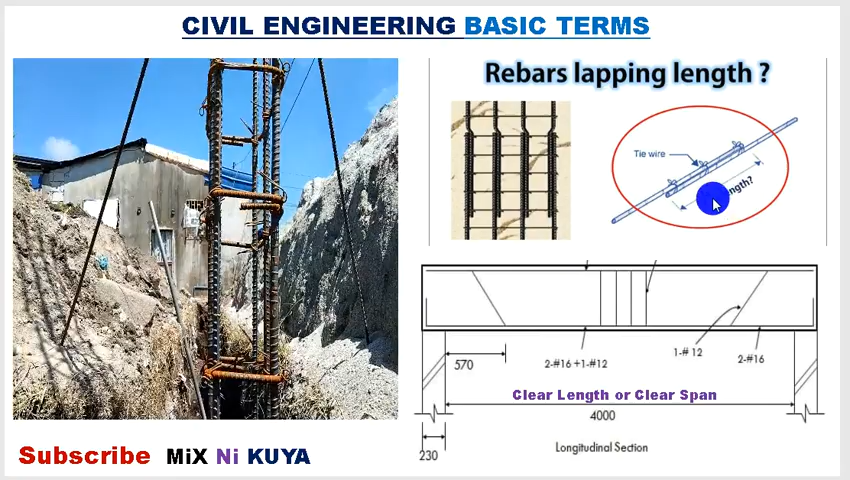 CIVIL ENGINEERING BASIC TERMS
Rebars lapping length ?
Tie wire
ength?
570
2-#16 +1-#12
1-# 12
2-#16
Clear Length or Clear Span
4000
230
Longitudinal Section
Subscribe MiX Ni KUYA